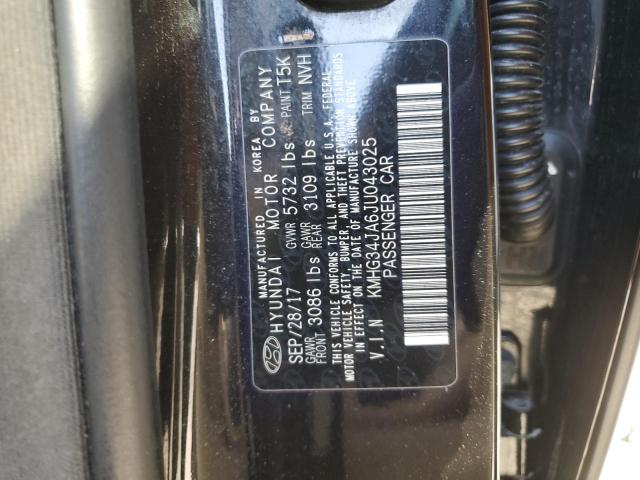 MANUFACTURED IN KOREA BY
HYUNDAI MOTOR COMPANY
SEP/28/17 GVWR 5732 lbs PAINT T5K
GAWR FRONT 3086 lbs GAWR REAR 3109 lbs TRIM NVH
THIS VEHICLE CONFORMS TO ALL APPLICABLE U.S.A. FEDERAL
MOTOR VEHICLE SAFETY, BUMPER, AND THEFT PREVENTION STANDARDS
IN EFFECT ON THE DATE OF MANUFACTURE SHOWN ABOVE
V.I.N KMHG34JA6JU043025
PASSENGER CAR